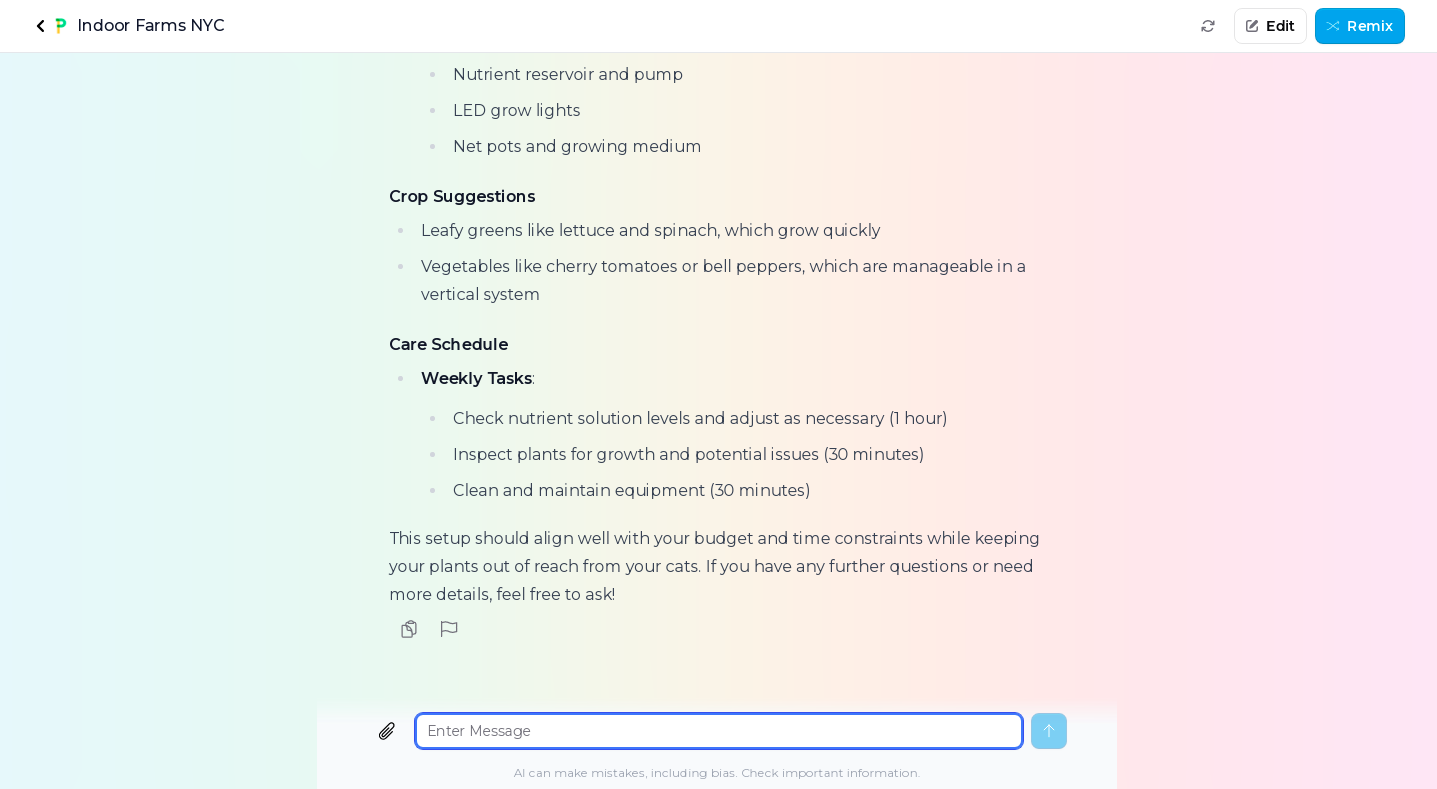 Indoor Farms NYC
Edit
Remix
Nutrient reservoir and pump
LED grow lights
Net pots and growing medium
Crop Suggestions
Leafy greens like lettuce and spinach, which grow quickly
Vegetables like cherry tomatoes or bell peppers, which are manageable in a
vertical system
Care Schedule
Weekly Tasks:
Check nutrient solution levels and adjust as necessary (1 hour)
Inspect plants for growth and potential issues (30 minutes)
Clean and maintain equipment (30 minutes)
This setup should align well with your budget and time constraints while keeping
your plants out of reach from your cats. If you have any further questions or need
more details, feel free to ask!
Enter Message
AI can make mistakes, including bias. Check important information.